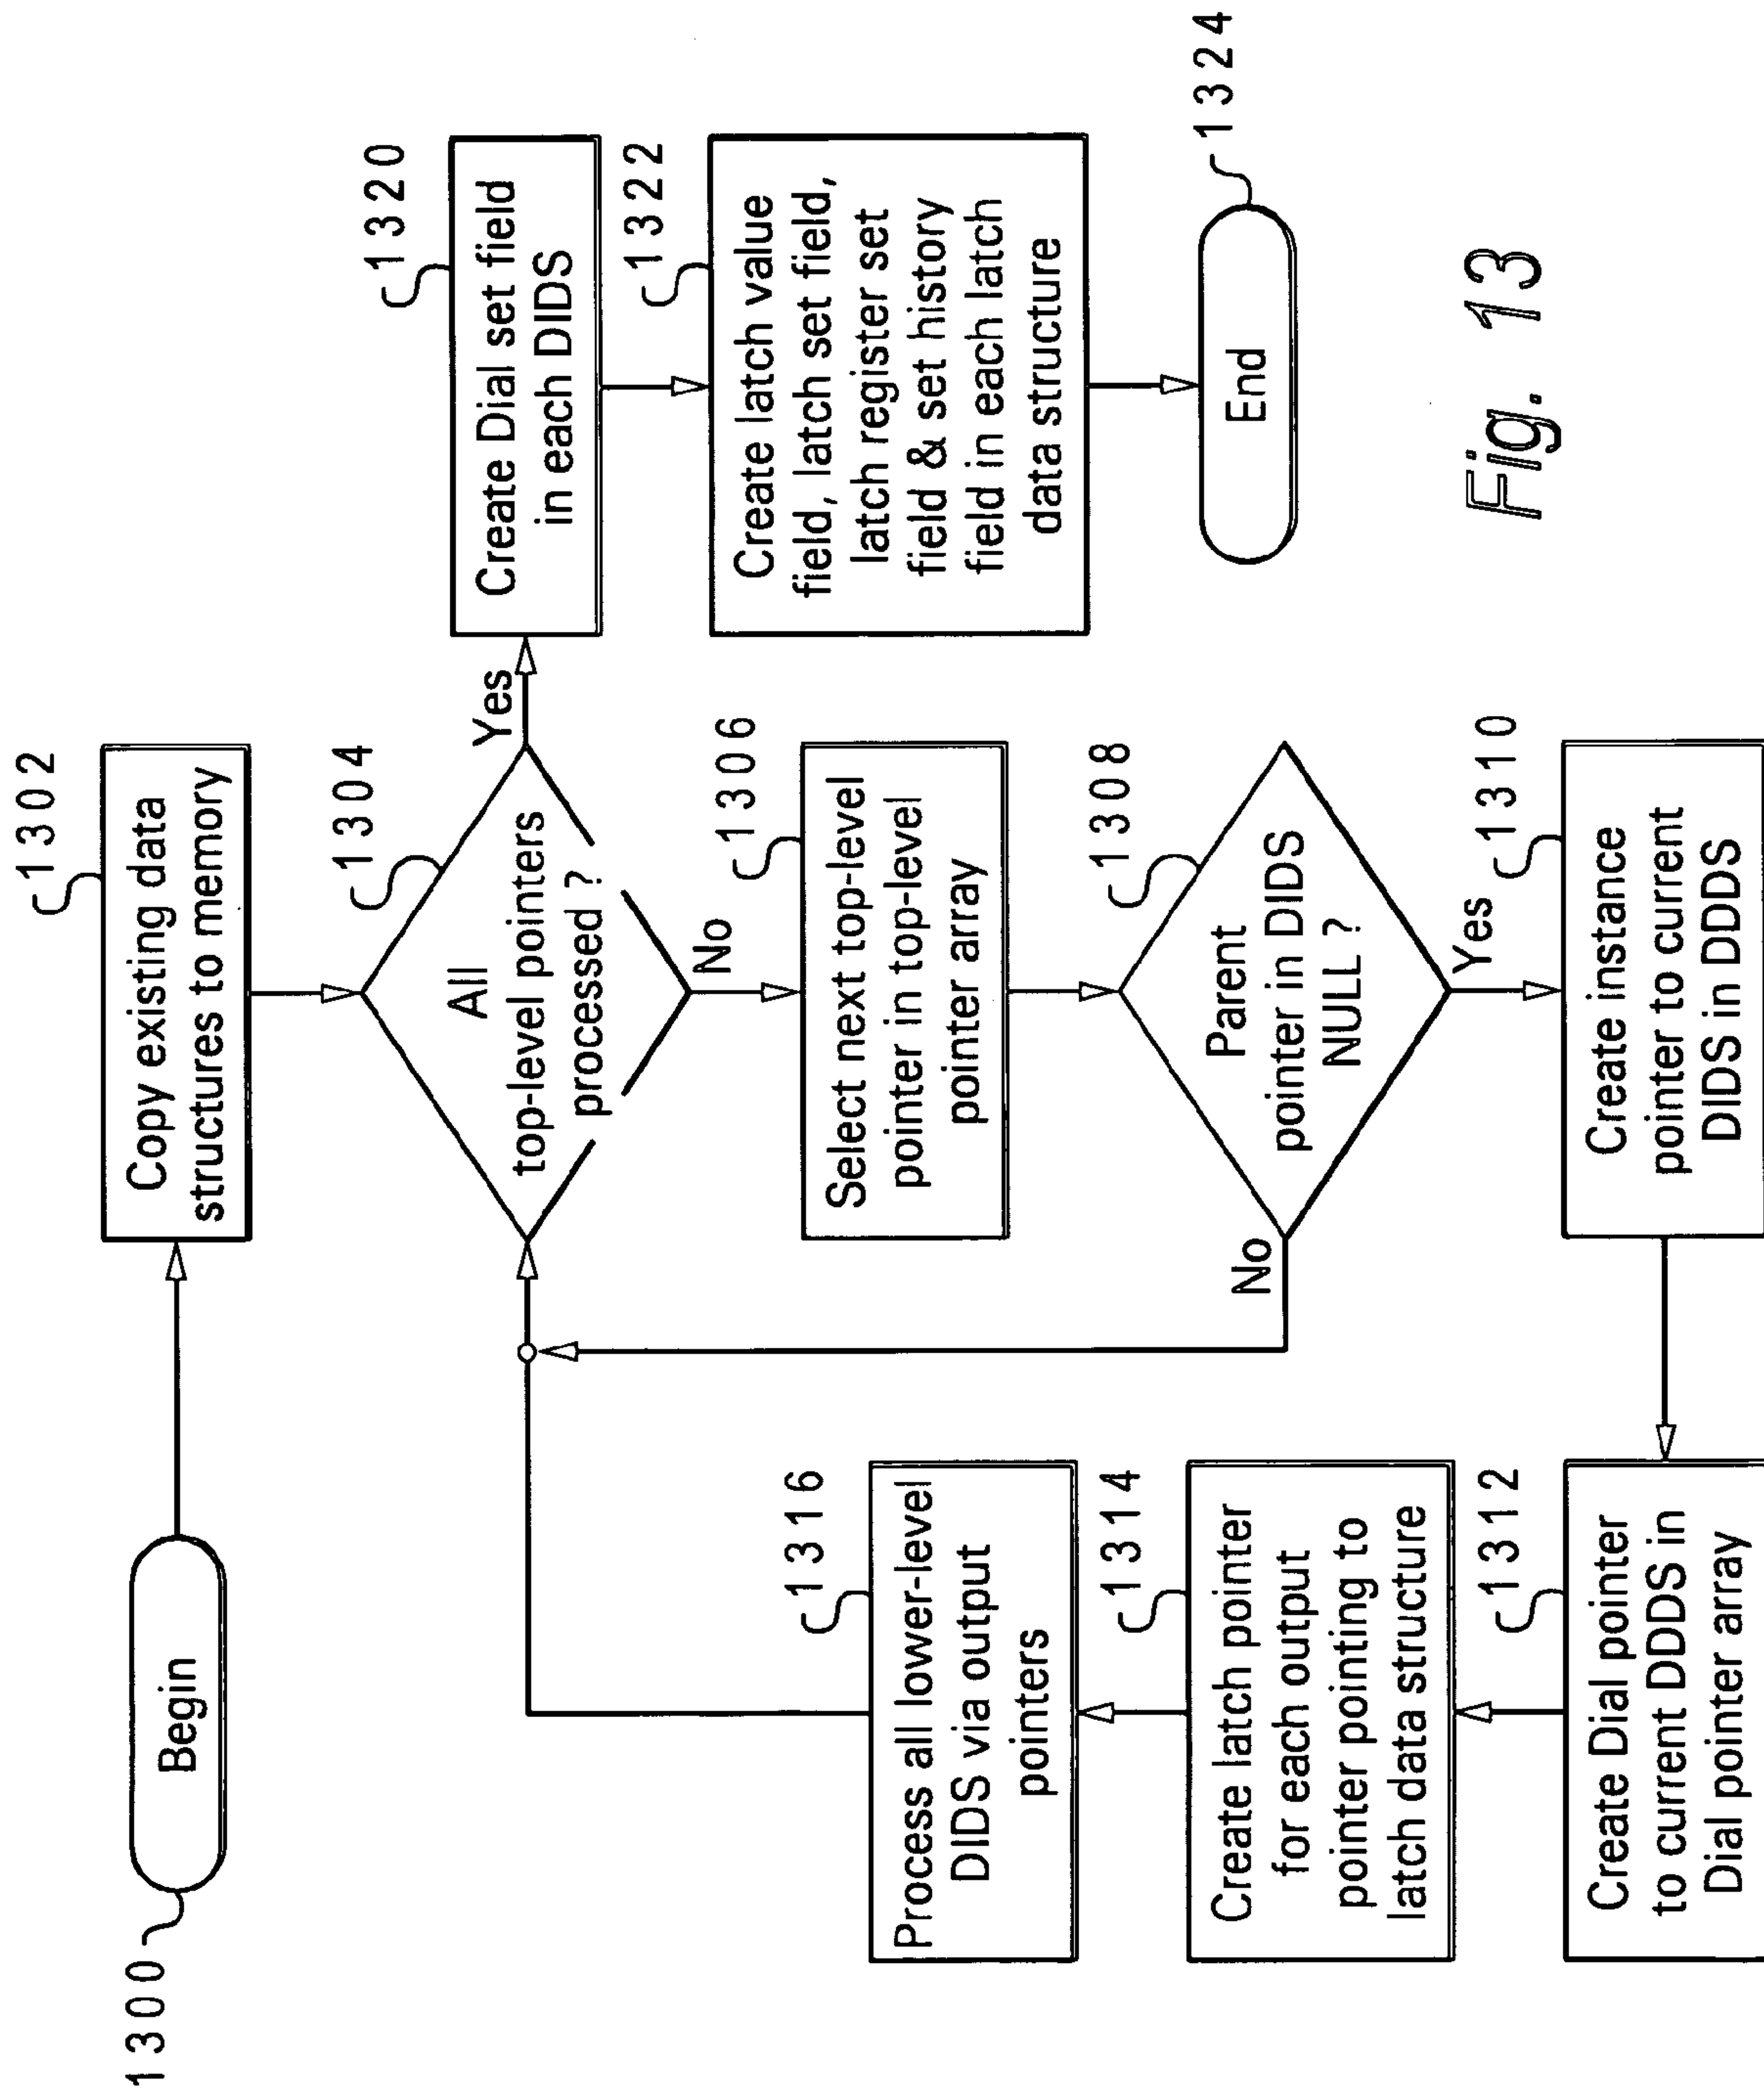 1300
Begin
1302
Copy existing data
structures to memory
1304
All
top-level pointers
processed ?
Yes
No
1306
Select next top-level
pointer in top-level
pointer array
1308
Parent
pointer in DIDS
NULL ?
No
Yes
1310
Create instance
pointer to current
DIDS in DDDS
1312
Create Dial pointer
to current DDDS in
Dial pointer array
1314
Create latch pointer
for each output
pointer pointing to
latch data structure
1316
Process all lower-level
DIDS via output
pointers
1320
Create Dial set field
in each DIDS
1322
Create latch value
field, latch set field,
latch register set
field & set history
field in each latch
data structure
1324
End
Fig. 13